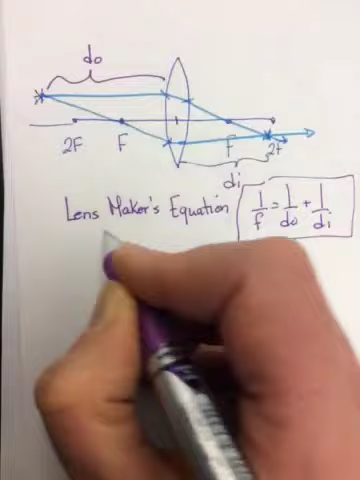 do
2F F F 2F
di
Lens Maker's Equation 1/f = 1/do + 1/di